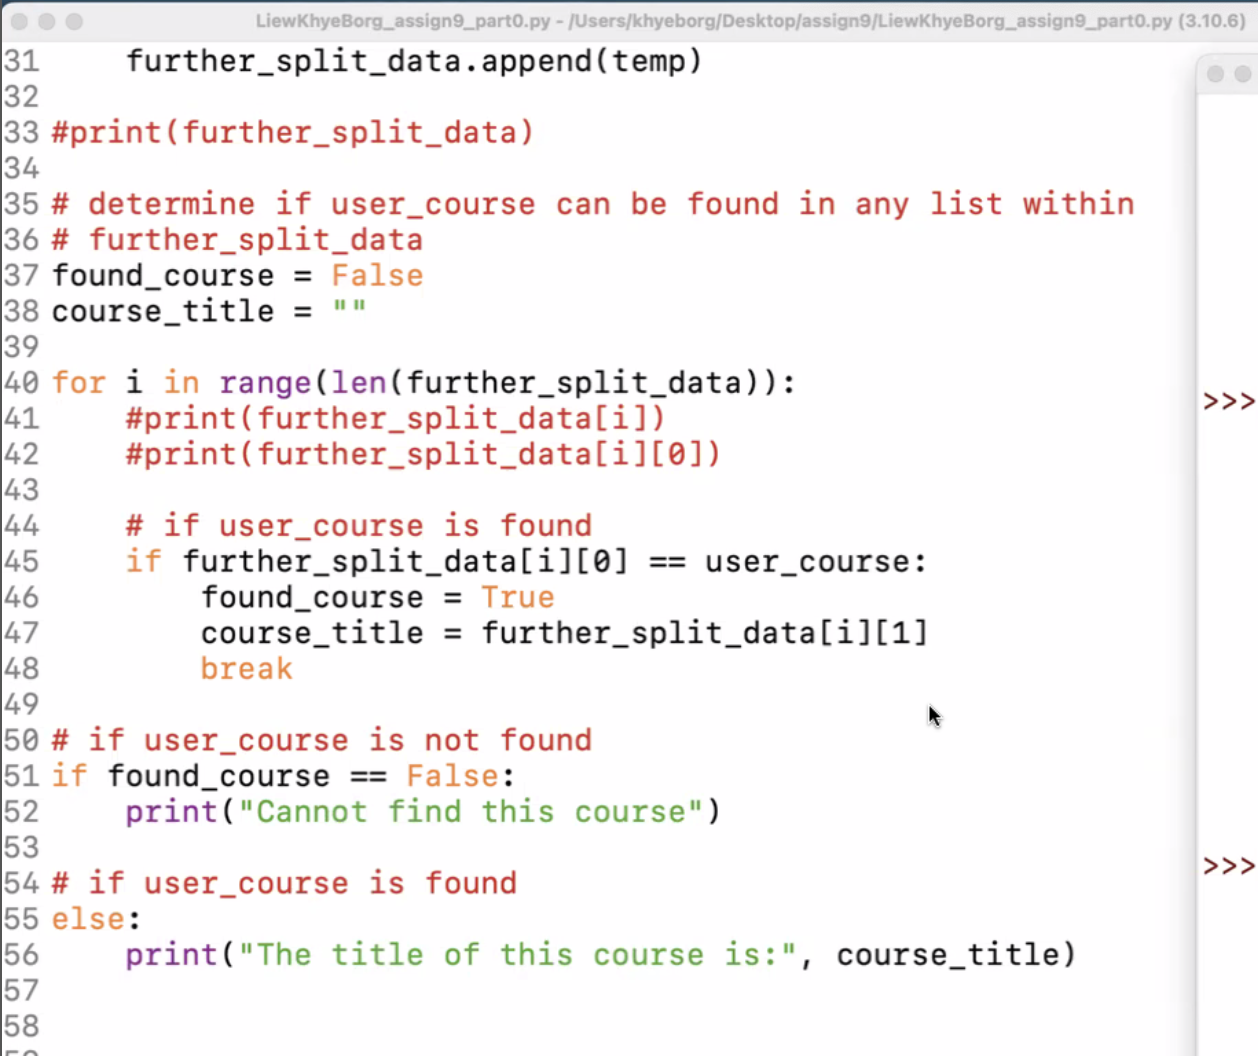 LiewKhyeBorg_assign9_part0.py - /Users/khyeborg/Desktop/assign9/LiewKhyeBorg_assign9_part0.py (3.10.6)
31     further_split_data.append(temp)
32
33 #print(further_split_data)
34
35 # determine if user_course can be found in any list within
36 # further_split_data
37 found_course = False
38 course_title = ""
39
40 for i in range(len(further_split_data)):
>>>
41     #print(further_split_data[i])
42     #print(further_split_data[i][0])
43
44     # if user_course is found
45     if further_split_data[i][0] == user_course:
46         found_course = True
47         course_title = further_split_data[i][1]
48         break
49
50 # if user_course is not found
51 if found_course == False:
52     print("Cannot find this course")
53
>>>
54 # if user_course is found
55 else:
56     print("The title of this course is:", course_title)
57
58